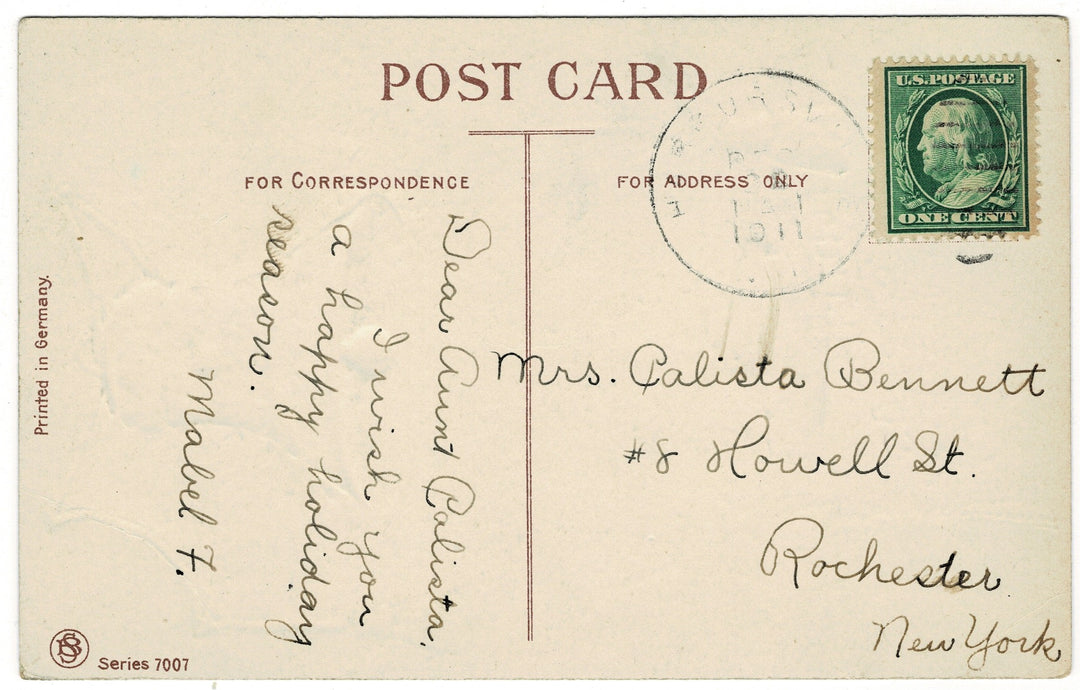 POST CARD
FOR CORRESPONDENCE
FOR ADDRESS ONLY
U.S. POSTAGE
ONE CENT
DEC
1911
Dear Aunt Calista,
I wish you
a happy holiday
season.
Mabel F.
Mrs. Calista Bennett
#8 Howell St.
Rochester
New York
Printed in Germany.
Series 7007